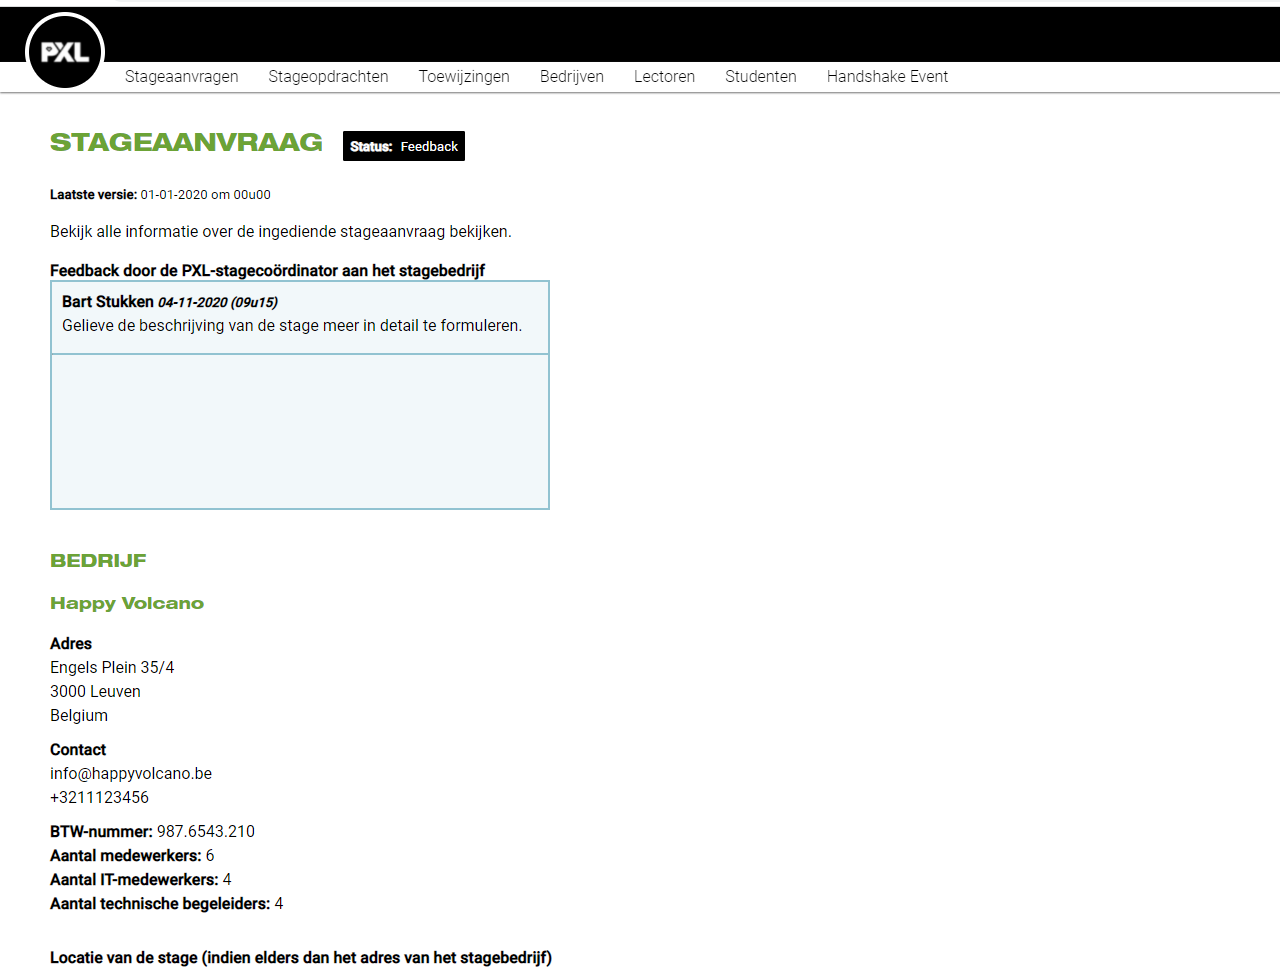 PXL
Stageaanvragen Stageopdrachten Toewijzingen Bedrijven Lectoren Studenten Handshake Event
STAGEAANVRAAG Status: Feedback
Laatste versie: 01-01-2020 om 00u00
Bekijk alle informatie over de ingediende stageaanvraag bekijken.
Feedback door de PXL-stagecoördinator aan het stagebedrijf
Bart Stukken 04-11-2020 (09u15)
Gelieve de beschrijving van de stage meer in detail te formuleren.
BEDRIJF
Happy Volcano
Adres
Engels Plein 35/4
3000 Leuven
Belgium
Contact
info@happyvolcano.be
+3211123456
BTW-nummer: 987.6543.210
Aantal medewerkers: 6
Aantal IT-medewerkers: 4
Aantal technische begeleiders: 4
Locatie van de stage (indien elders dan het adres van het stagebedrijf)